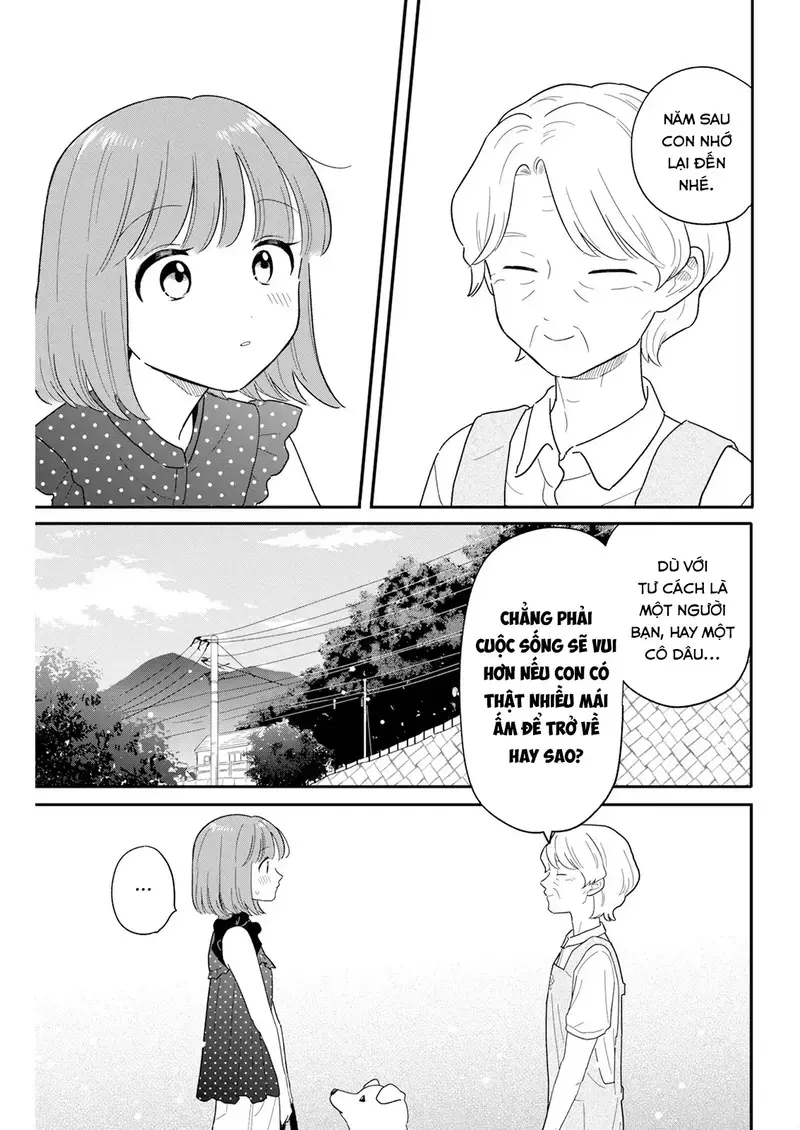 NĂM SAU
CON NHỚ
LẠI ĐẾN
NHÉ.
DÙ VỚI
TƯ CÁCH LÀ
MỘT NGƯỜI
BẠN, HAY MỘT
CÔ DÂU...
CHẲNG PHẢI
CUỘC SỐNG SẼ VUI
HƠN NẾU CON CÓ
THẬT NHIỀU MÁI
ẤM ĐỂ TRỞ VỀ
HAY SAO?
...